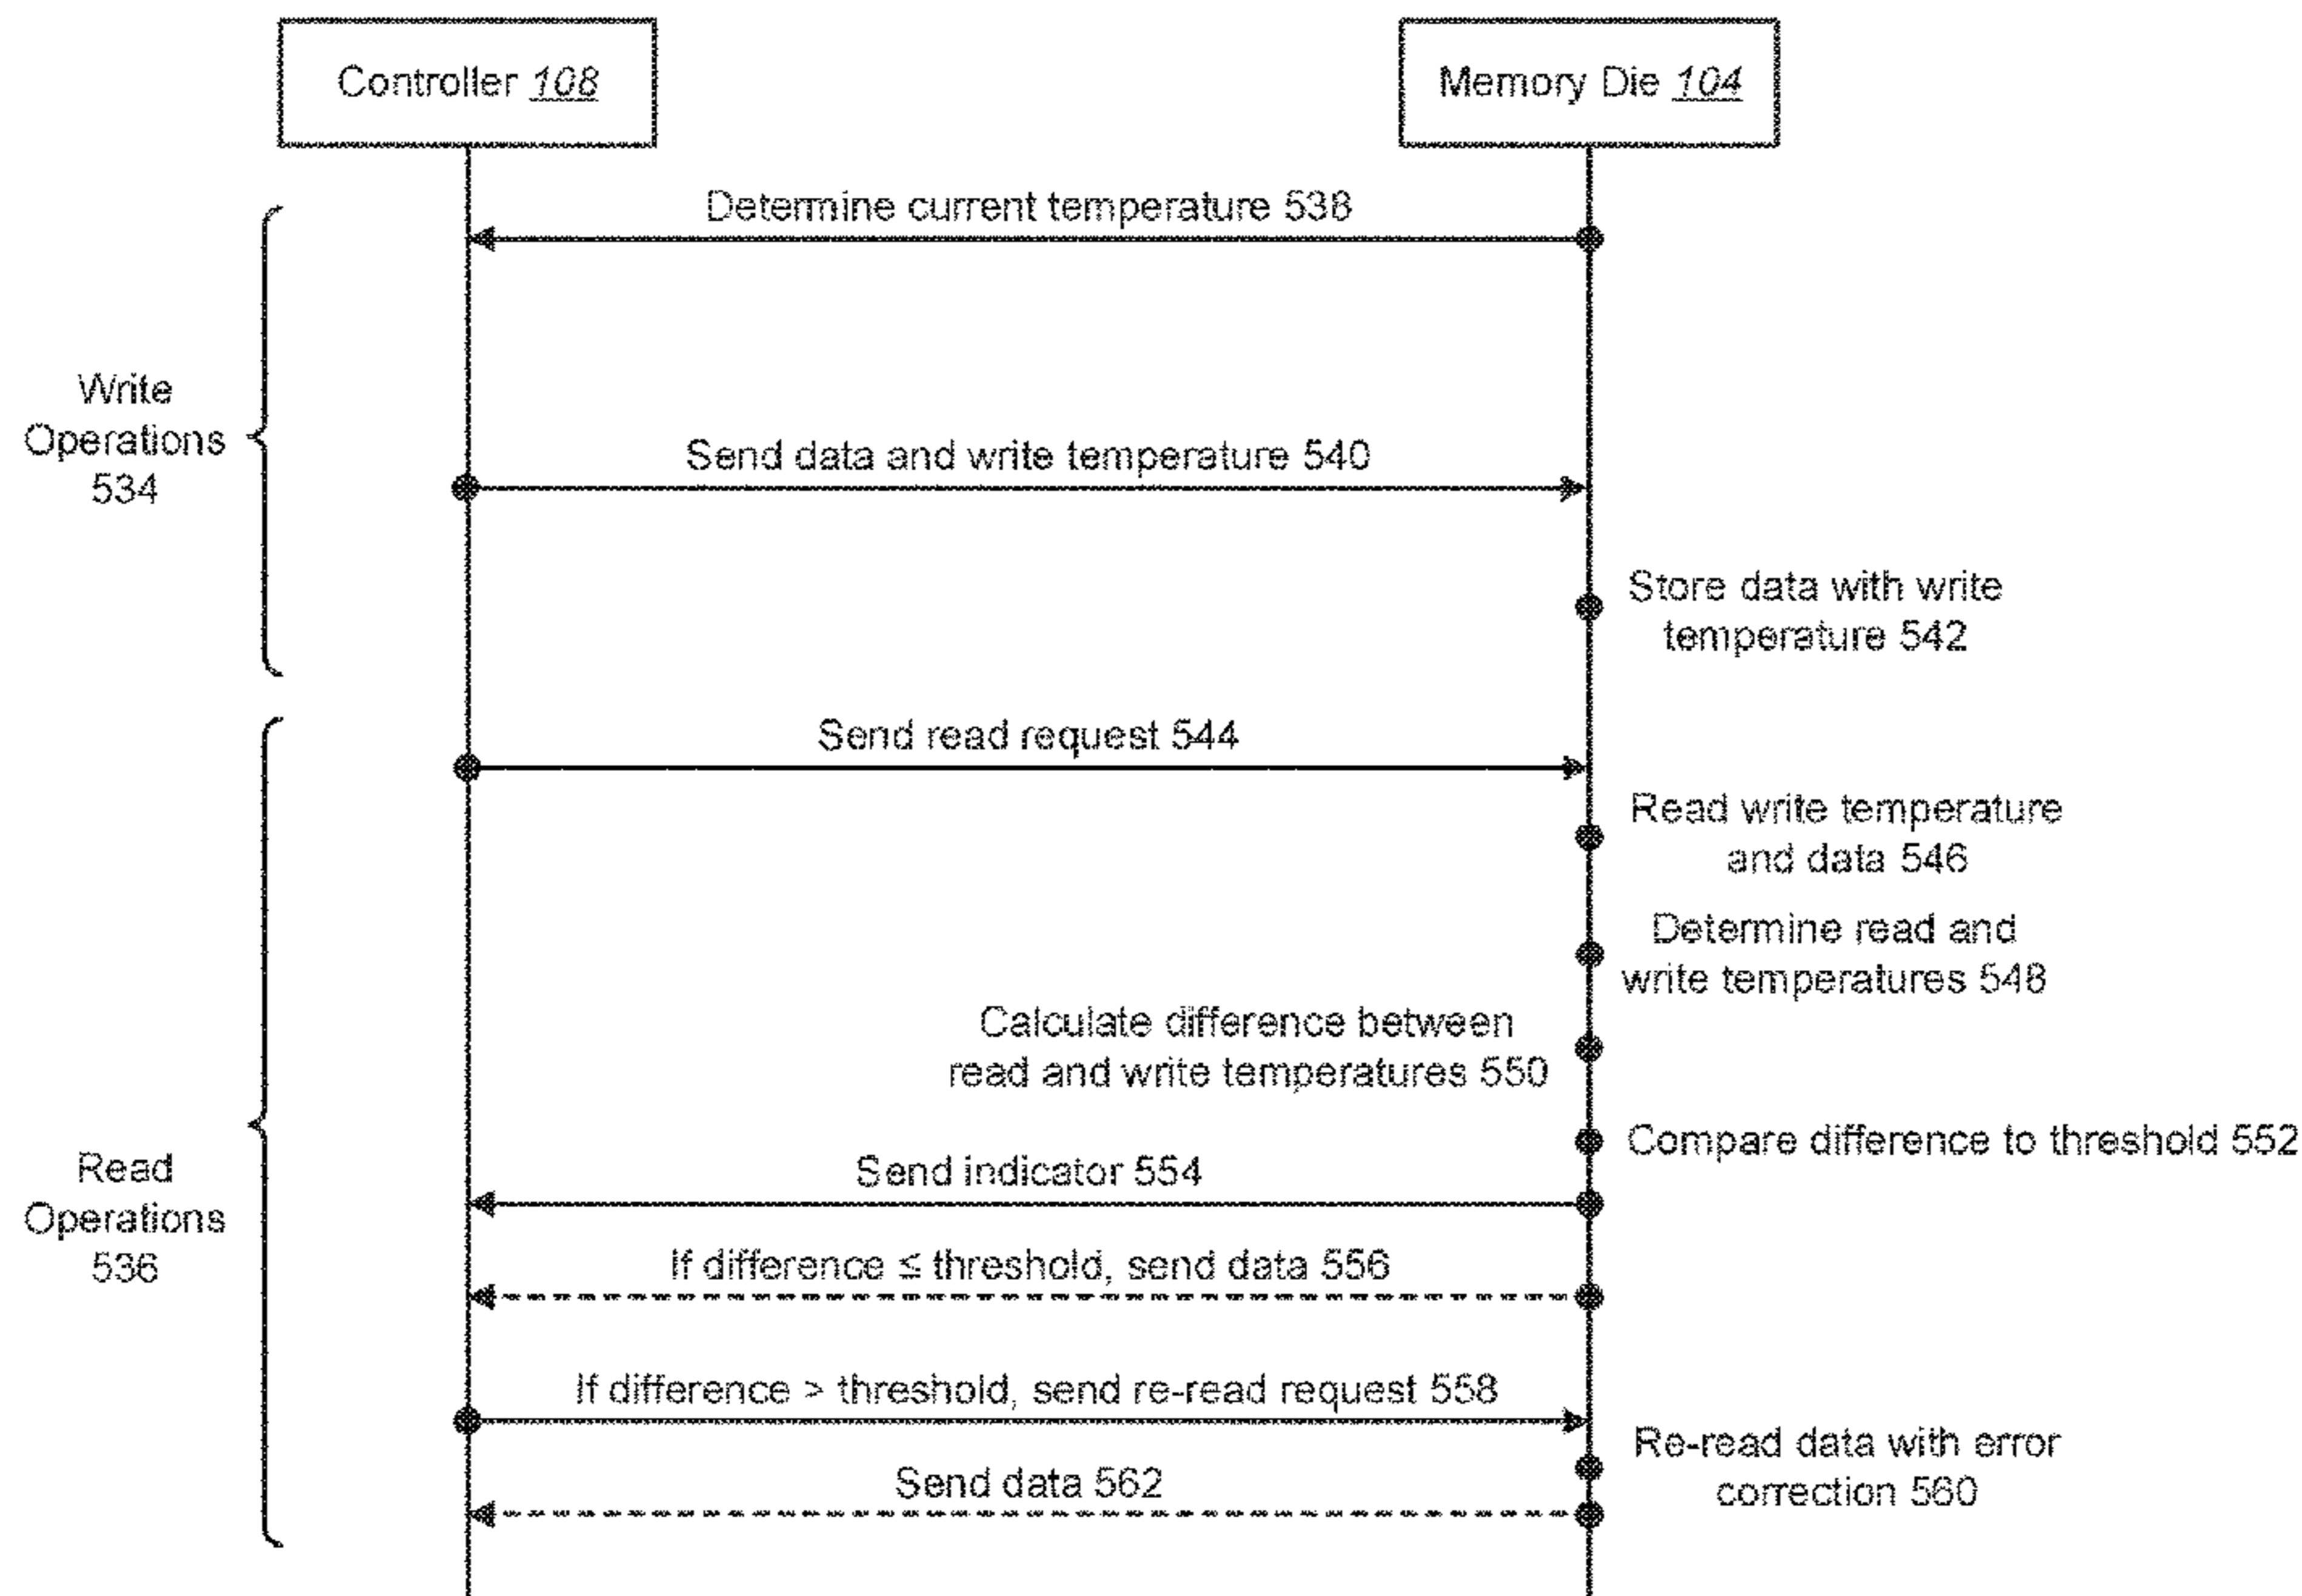 Controller 108
Memory Die 104
Determine current temperature 538
Write
Operations
534
Send data and write temperature 540
Store data with write
temperature 542
Send read request 544
Read write temperature
and data 546
Determine read and
write temperatures 548
Calculate difference between
read and write temperatures 550
Compare difference to threshold 552
Send indicator 554
Read
Operations
536
If difference ≤ threshold, send data 556
If difference > threshold, send re-read request 558
Re-read data with error
correction 560
Send data 562